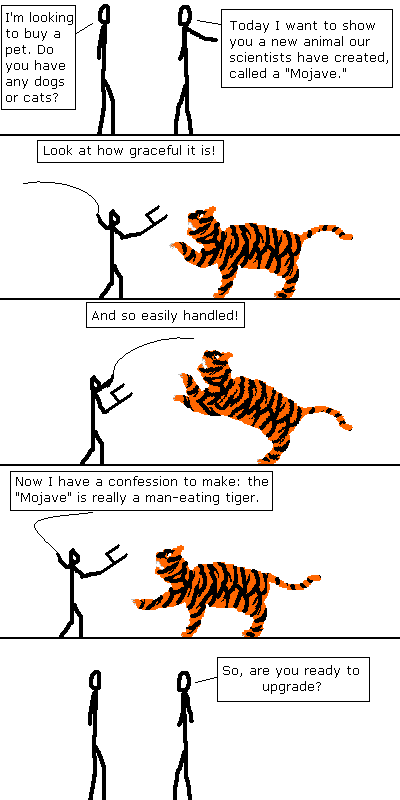 I'm looking
to buy a
pet. Do
you have
any dogs
or cats?
Today I want to show
you a new animal our
scientists have created,
called a "Mojave."
Look at how graceful it is!
And so easily handled!
Now I have a confession to make: the
"Mojave" is really a man-eating tiger.
So, are you ready to
upgrade?